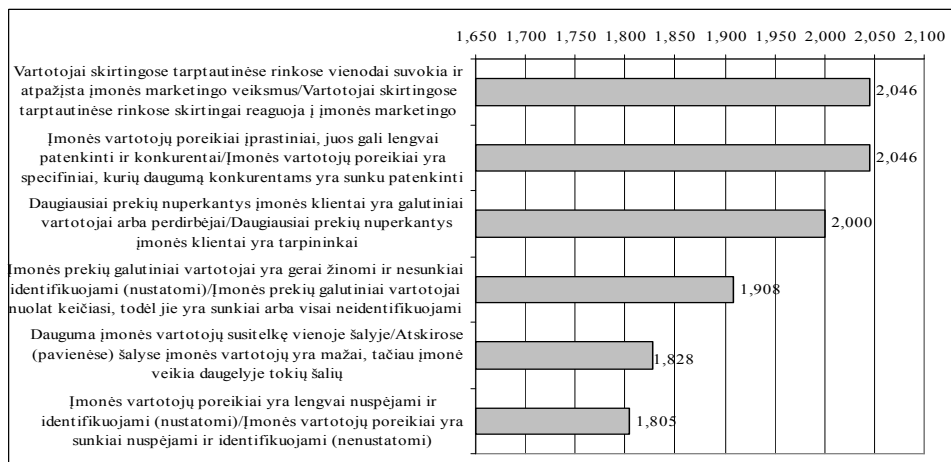 1,650 1,700 1,750 1,800 1,850 1,900 1,950 2,000 2,050 2,100
Vartotojai skirtingose tarptautinėse rinkose vienodai suvokia ir
atpažįsta įmonės marketingo veiksmus/Vartotojai skirtingose
tarptautinėse rinkose skirtingai reaguoja į įmonės marketingo
2,046
Įmonės vartotojų poreikiai įprastiniai, juos gali lengvai
patenkinti ir konkurentai/Įmonės vartotojų poreikiai yra
specifiniai, kurių daugumą konkurentams yra sunku patenkinti
2,046
Daugiausiai prekių nuperkantys įmonės klientai yra galutiniai
vartotojai arba perdirbėjai/Daugiausiai prekių nuperkantys
įmonės klientai yra tarpininkai
2,000
Įmonės prekių galutiniai vartotojai yra gerai žinomi ir nesunkiai
identifikuojami (nustatomi)/Įmonės prekių galutiniai vartotojai
nuolat keičiasi, todėl jie yra sunkiai arba visai neidentifikuojami
1,908
Dauguma įmonės vartotojų susitelkę vienoje šalyje/Atskirose
(pavienėse) šalyse įmonės vartotojų yra mažai, tačiau įmonė
veikia daugelyje tokių šalių
1,828
Įmonės vartotojų poreikiai yra lengvai nuspėjami ir
identifikuojami (nustatomi)/Įmonės vartotojų poreikiai yra
sunkiai nuspėjami ir identifikuojami (nenustatomi)
1,805